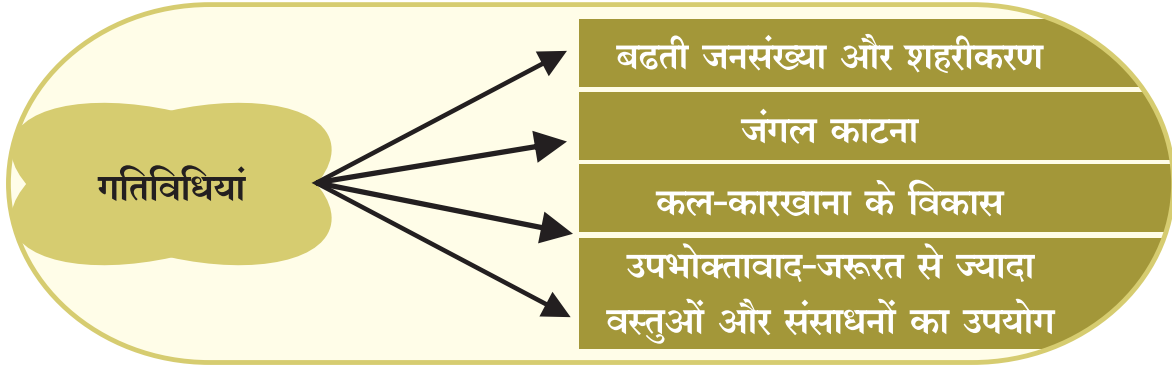 गतिविधियां
बढती जनसंख्या और शहरीकरण
जंगल काटना
कल-कारखाना के विकास
उपभोक्तावाद-जरूरत से ज्यादा
वस्तुओं और संसाधनों का उपयोग